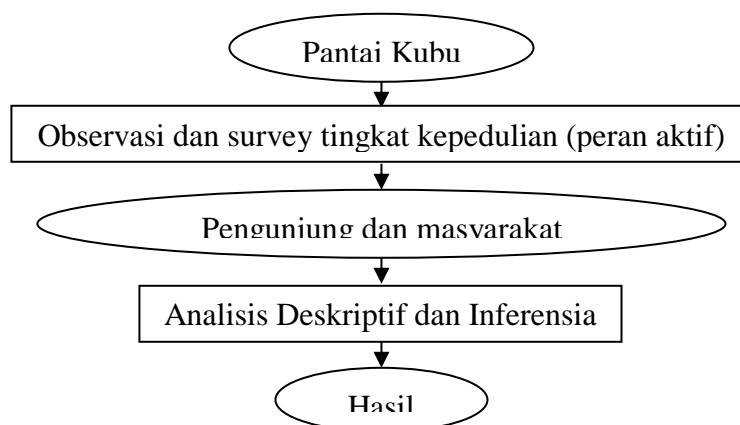 Pantai Kubu
Observasi dan survey tingkat kepedulian (peran aktif)
Pengunjung dan masyarakat
Analisis Deskriptif dan Inferensia
Hasil